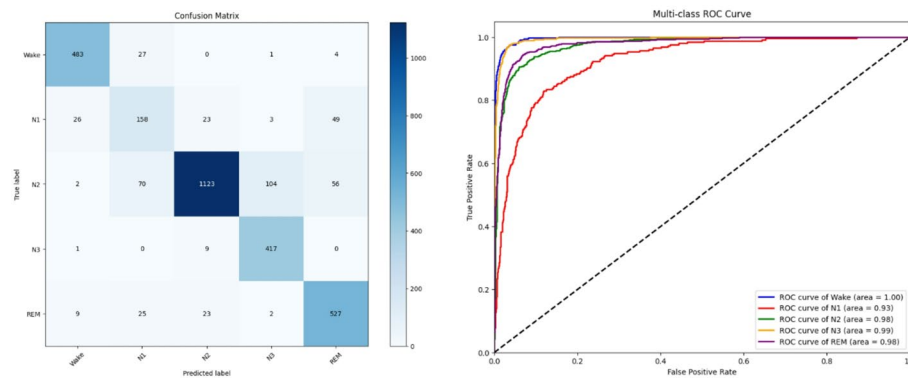 Confusion Matrix
Wake 483 27 0 1 4
N1 26 158 23 3 49
N2 2 70 1123 104 56
N3 1 0 9 417 0
REM 9 25 23 2 527
Wake N1 N2 N3 REM
True label
Predicted label
1000
800
600
400
200
0
Multi-class ROC Curve
1.0
0.8
0.6
0.4
0.2
0.0
0.0 0.2 0.4 0.6 0.8
True Positive Rate
False Positive Rate
ROC curve of Wake (area = 1.00)
ROC curve of N1 (area = 0.93)
ROC curve of N2 (area = 0.98)
ROC curve of N3 (area = 0.99)
ROC curve of REM (area = 0.98)